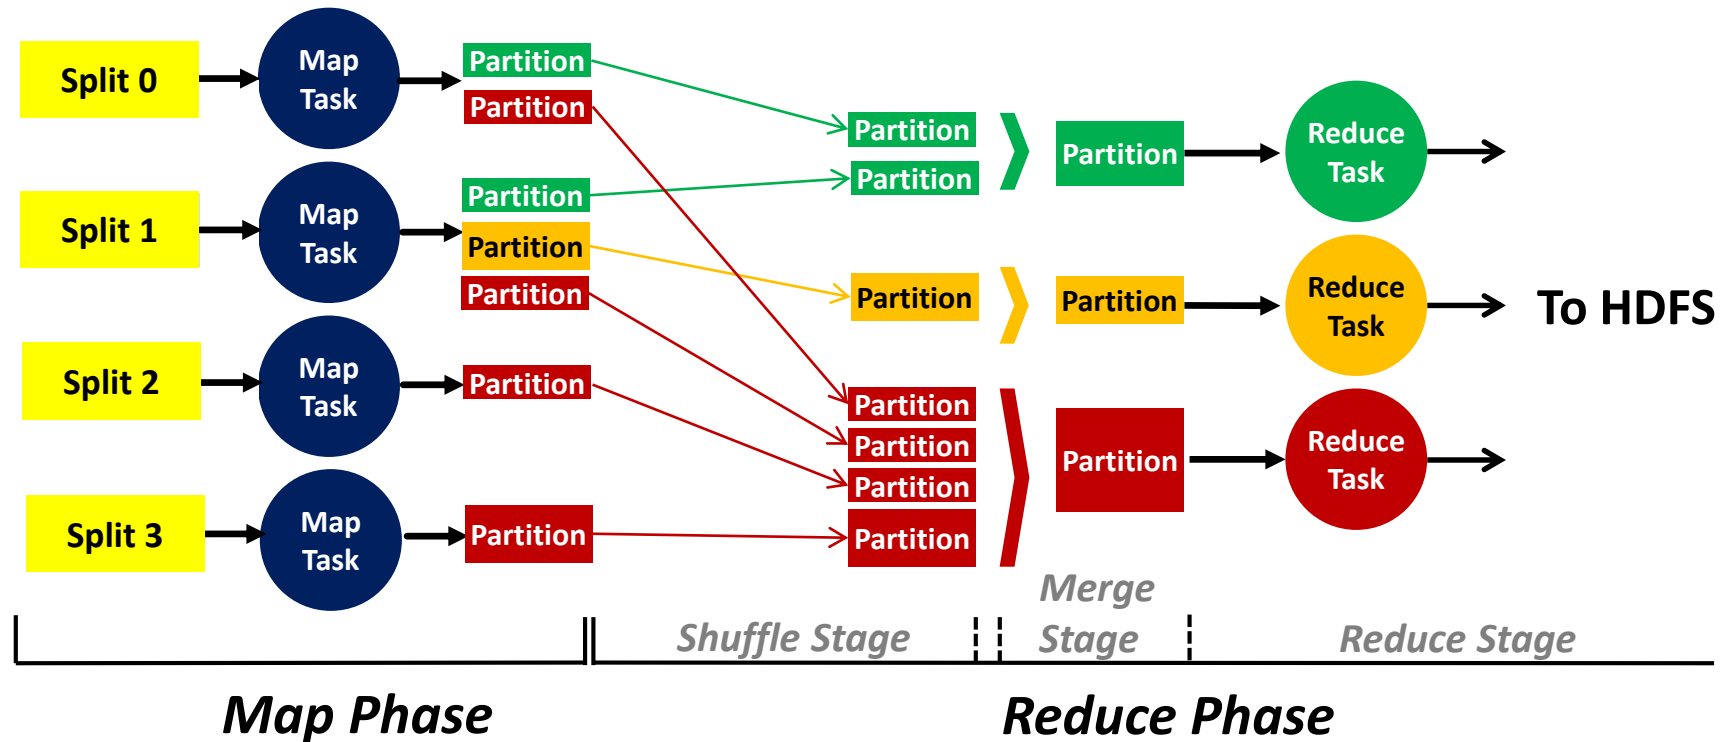 Split 0
Map
Task
Partition
Partition
Split 1
Map
Task
Partition
Partition
Partition
Split 2
Map
Task
Partition
Split 3
Map
Task
Partition
Partition
Partition
Partition
Reduce
Task
Partition
Partition
Reduce
Task
To HDFS
Partition
Partition
Partition
Partition
Partition
Reduce
Task
Shuffle Stage
Merge
Stage
Reduce Stage
Map Phase
Reduce Phase